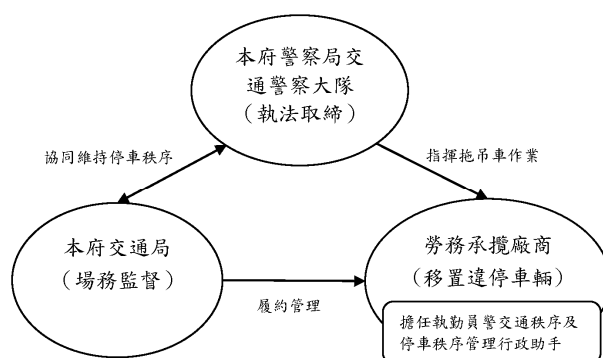 本府警察局交
通警察大隊
（執法取締）
協同維持停車秩序
指揮拖吊車作業
本府交通局
（場務監督）
履約管理
勞務承攬廠商
（移置違停車輛）
擔任執勤員警交通秩序及
停車秩序管理行政助手